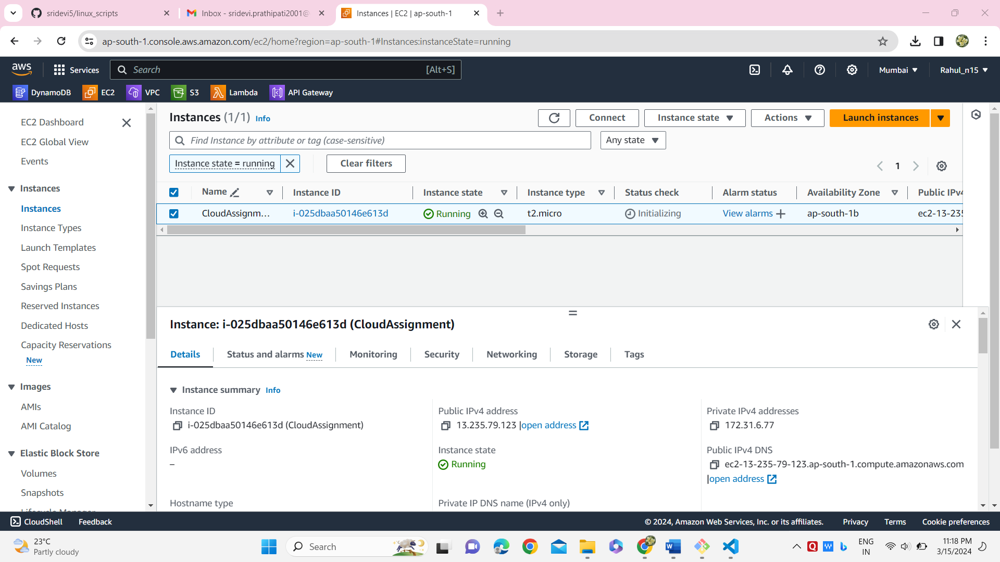 sridevi5/linux_scripts
Inbox - sridevi.prathipati2001@
Instances | EC2 | ap-south-1
ap-south-1.console.aws.amazon.com/ec2/home?region=ap-south-1#Instances:instanceState=running
aws
Services
Search
[Alt+S]
Mumbai
Rahul_n15
DynamoDB
EC2
VPC
S3
Lambda
API Gateway
EC2 Dashboard
EC2 Global View
Events
Instances
Instances
Instance Types
Launch Templates
Spot Requests
Savings Plans
Reserved Instances
Dedicated Hosts
Capacity Reservations
New
Images
AMIs
AMI Catalog
Elastic Block Store
Volumes
Snapshots
Lifecycle Manager
Instances (1/1) Info
Connect
Instance state
Actions
Launch instances
Find Instance by attribute or tag (case-sensitive)
Any state
Instance state = running
Clear filters
1
Name
Instance ID
Instance state
Instance type
Status check
Alarm status
Availability Zone
Public IPv4
CloudAssignm...
i-025dbaa50146e613d
Running
t2.micro
Initializing
View alarms +
ap-south-1b
ec2-13-235
Instance: i-025dbaa50146e613d (CloudAssignment)
Details
Status and alarms New
Monitoring
Security
Networking
Storage
Tags
Instance summary Info
Instance ID
i-025dbaa50146e613d (CloudAssignment)
Public IPv4 address
13.235.79.123 |open address
Private IPv4 addresses
172.31.6.77
IPv6 address
–
Instance state
Running
Public IPv4 DNS
ec2-13-235-79-123.ap-south-1.compute.amazonaws.com
|open address
Hostname type
Private IP DNS name (IPv4 only)
CloudShell
Feedback
© 2024, Amazon Web Services, Inc. or its affiliates.
Privacy
Terms
Cookie preferences
23°C
Partly cloudy
Search
ENG
IN
11:18 PM
3/15/2024